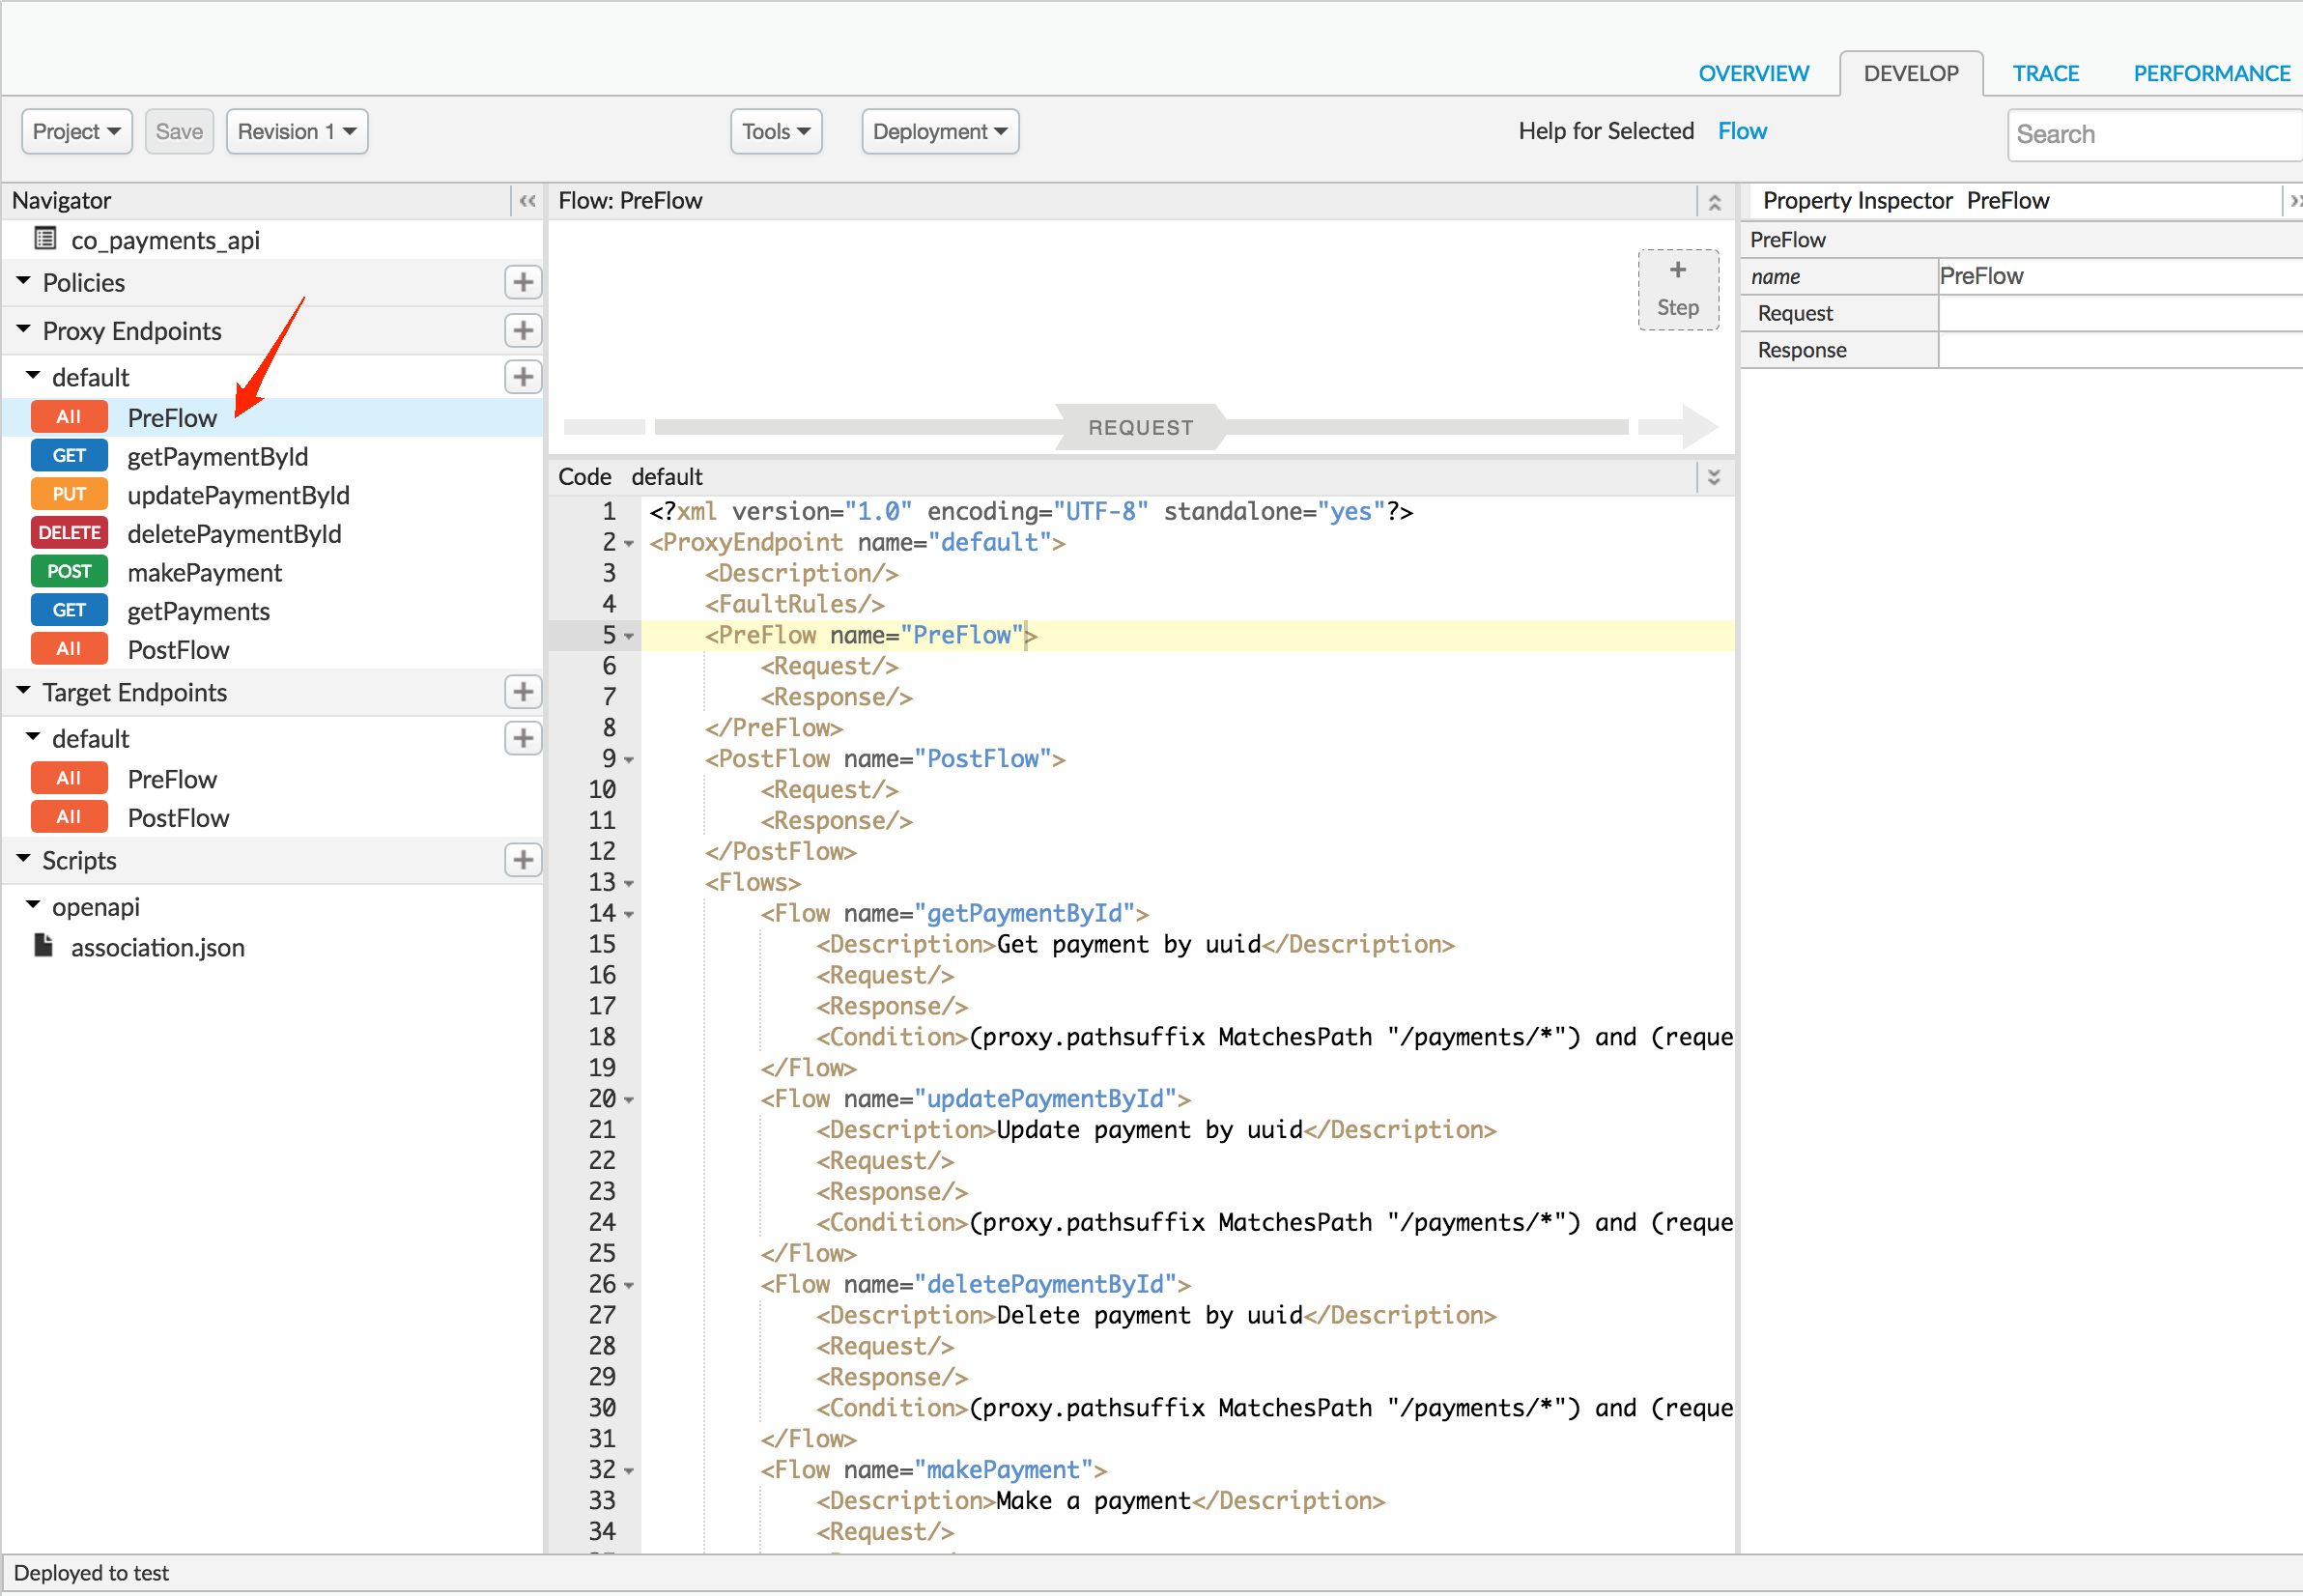 OVERVIEW DEVELOP TRACE PERFORMANCE
Project Save Revision 1 Tools Deployment Help for Selected Flow Search
Navigator
co_payments_api
Policies
Proxy Endpoints
default
All PreFlow
GET getPaymentById
PUT updatePaymentById
DELETE deletePaymentById
POST makePayment
GET getPayments
All PostFlow
Target Endpoints
default
All PreFlow
All PostFlow
Scripts
openapi
association.json
Flow: PreFlow
+
Step
REQUEST
Code default
1 <?xml version="1.0" encoding="UTF-8" standalone="yes"?>
2 <ProxyEndpoint name="default">
3 <Description/>
4 <FaultRules/>
5 <PreFlow name="PreFlow">
6 <Request/>
7 <Response/>
8 </PreFlow>
9 <PostFlow name="PostFlow">
10 <Request/>
11 <Response/>
12 </PostFlow>
13 <Flows>
14 <Flow name="getPaymentById">
15 <Description>Get payment by uuid</Description>
16 <Request/>
17 <Response/>
18 <Condition>(proxy.pathsuffix MatchesPath "/payments/*") and (reque
19 </Flow>
20 <Flow name="updatePaymentById">
21 <Description>Update payment by uuid</Description>
22 <Request/>
23 <Response/>
24 <Condition>(proxy.pathsuffix MatchesPath "/payments/*") and (reque
25 </Flow>
26 <Flow name="deletePaymentById">
27 <Description>Delete payment by uuid</Description>
28 <Request/>
29 <Response/>
30 <Condition>(proxy.pathsuffix MatchesPath "/payments/*") and (reque
31 </Flow>
32 <Flow name="makePayment">
33 <Description>Make a payment</Description>
34 <Request/>
Property Inspector PreFlow
PreFlow
name PreFlow
Request
Response
Deployed to test